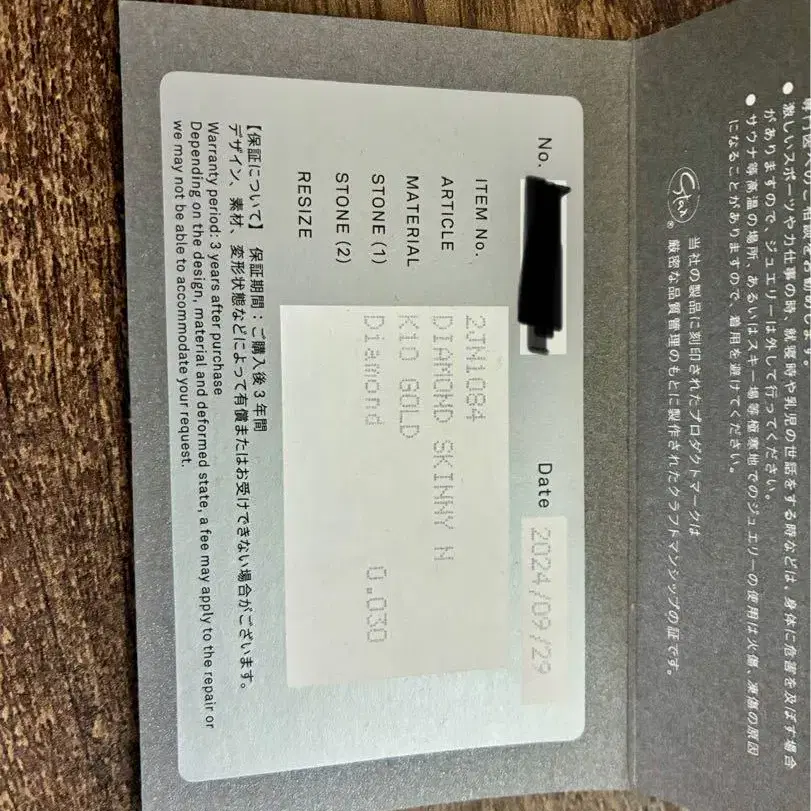 No.
Date 2024/09/29
ITEM No. 2JN1084
ARTICLE DIAMOND SKINNY N
MATERIAL K10 GOLD
STONE (1) Diamond 0.030
STONE (2)
RESIZE
【保証について】 保証期間：ご購入後3年間
デザイン、素材、変形状態などによって有償またはお受けできない場合がございます。
Warranty period: 3 years after purchase
Depending on the design, material and deformed state, a fee may apply to the repair or
we may not be able to accommodate your request.
● 激しいスポーツや力仕事の時、就寝時や乳児の世話をする時などは、身体に危害を及ぼす場合
がありますので、ジュエリーは外して行ってください。
● サウナ等高温の場所、あるいはスキー場等極寒地でのジュエリーの使用は火傷、凍傷の原因
になることがありますので、着用を避けてください。
Star ® 当社の製品に刻印されたプロダクトマークは
厳密な品質管理のもとに製作されたクラフトマンシップの証です。